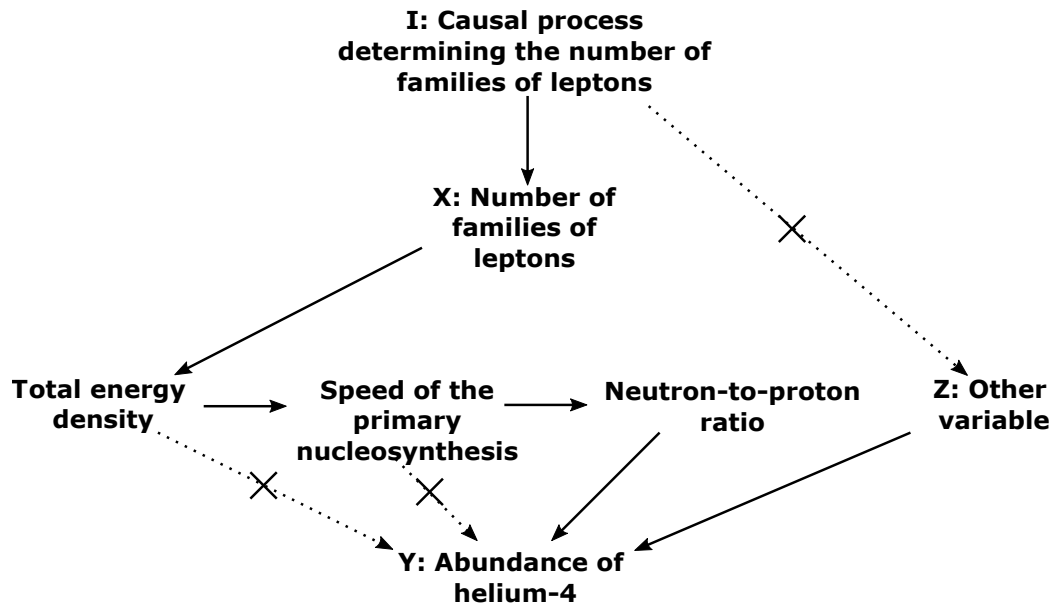 I: Causal process
determining the number of
families of leptons
X: Number of
families of
leptons
Total energy
density
Speed of the
primary
nucleosynthesis
Neutron-to-proton
ratio
Z: Other
variable
Y: Abundance of
helium-4